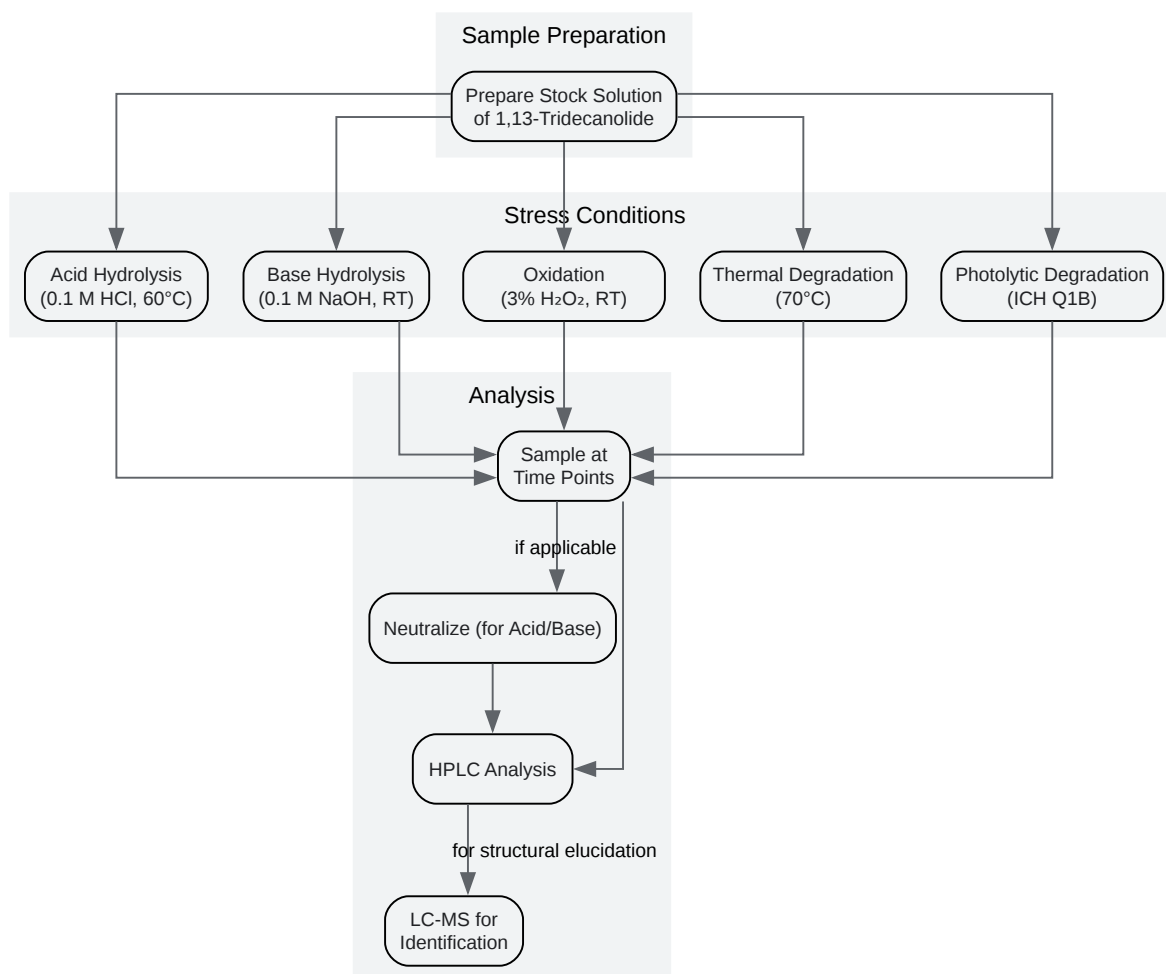 Sample Preparation
Prepare Stock Solution
of 1,13-Tridecanolide
Stress Conditions
Acid Hydrolysis
(0.1 M HCl, 60°C)
Base Hydrolysis
(0.1 M NaOH, RT)
Oxidation
(3% H₂O₂, RT)
Thermal Degradation
(70°C)
Photolytic Degradation
(ICH Q1B)
Analysis
Sample at
Time Points
if applicable
Neutralize (for Acid/Base)
HPLC Analysis
for structural elucidation
LC-MS for
Identification